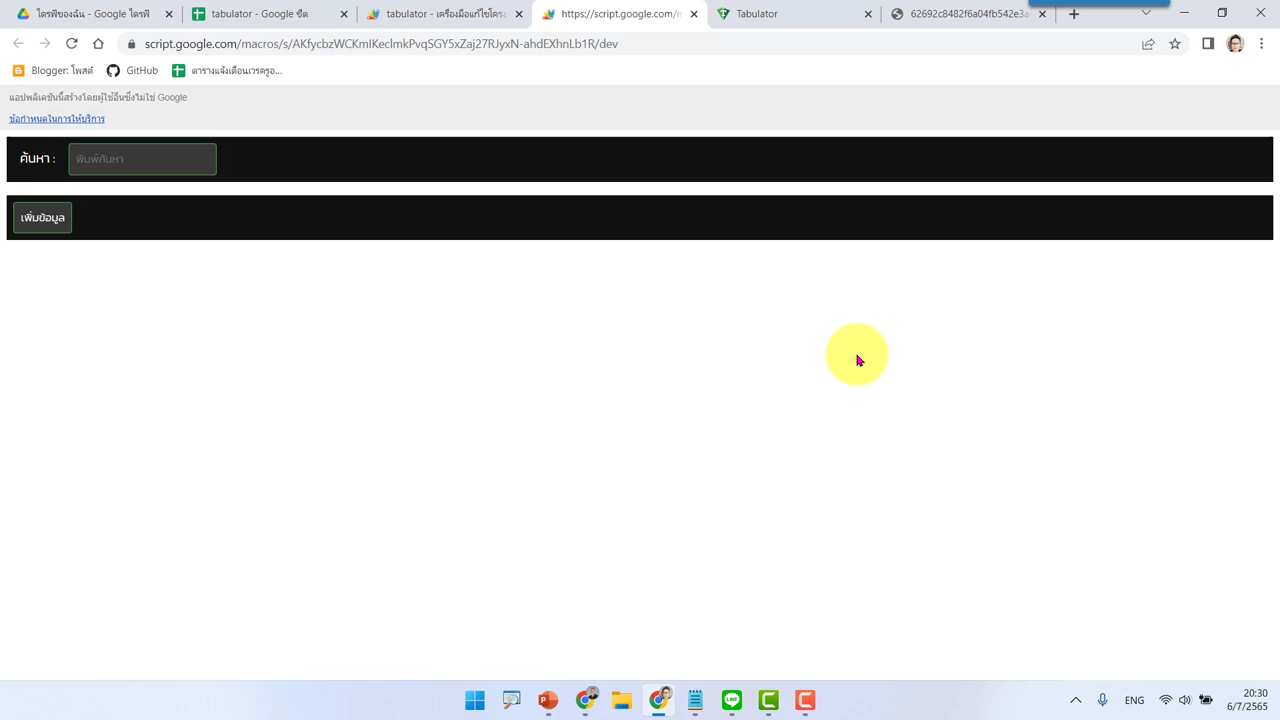 ไดรฟ์ของฉัน - Google ไดรฟ์
tabulator - Google ชีต
tabulator - เครื่องมือแก้ไขโครง
https://script.google.com/m
Tabulator
62692c8482f6a04fb542e3a
script.google.com/macros/s/AKfycbzWCKmIKeclmkPvqSGY5xZaj27RJyxN-ahdEXhnLb1R/dev
Blogger: โพสต์
GitHub
ตารางแจ้งเตือนเวรครูอ...
แอปพลิเคชันนี้สร้างโดยผู้ใช้อื่นซึ่งไม่ใช่ Google
ข้อกำหนดในการให้บริการ
ค้นหา :
พิมพ์ค้นหา
เพิ่มข้อมูล
ENG
20:30
6/7/2565